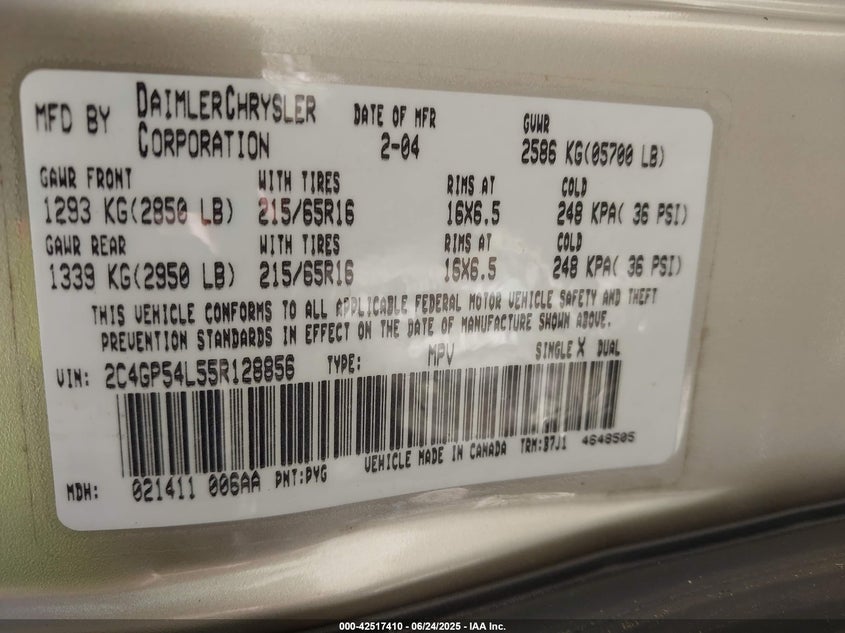 MFD BY DAIMLERCHRYSLER CORPORATION DATE OF MFR 2-04 GVWR 2586 KG(05700 LB)
GAWR FRONT WITH TIRES RIMS AT COLD
1293 KG(2850 LB) 215/65R16 16X6.5 248 KPA( 36 PSI)
GAWR REAR WITH TIRES RIMS AT COLD
1339 KG(2950 LB) 215/65R16 16X6.5 248 KPA( 36 PSI)
THIS VEHICLE CONFORMS TO ALL APPLICABLE FEDERAL MOTOR VEHICLE SAFETY AND THEFT
PREVENTION STANDARDS IN EFFECT ON THE DATE OF MANUFACTURE SHOWN ABOVE.
VIN: 2C4GP54L55R128856 TYPE: MPV SINGLE X DUAL
MDH: 021411 006AA PNT:PYG VEHICLE MADE IN CANADA TRM:B7J1 4648505
000-42517410 - 06/24/2025 - IAA Inc.